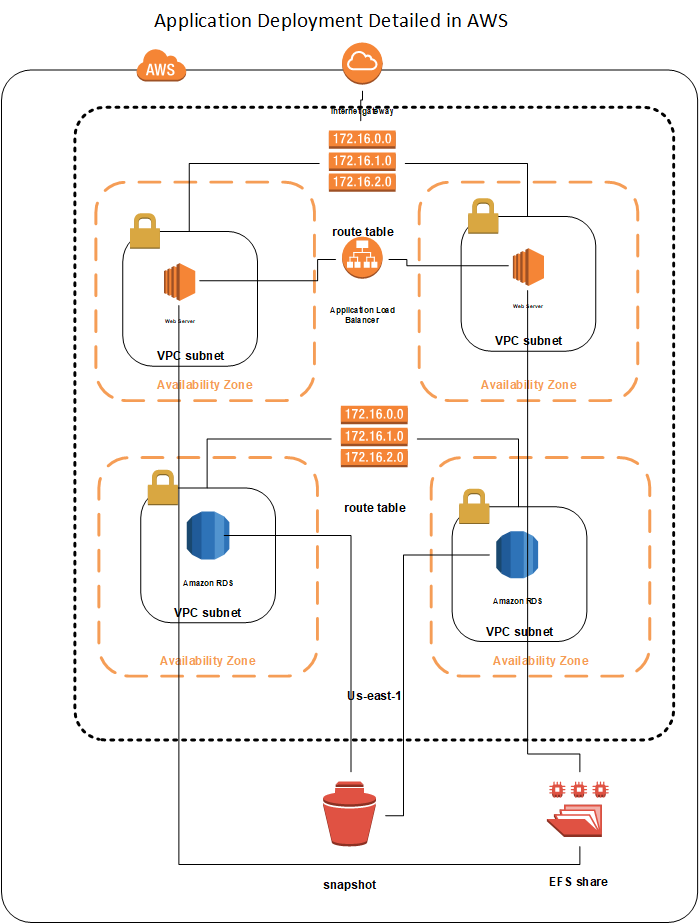 Application Deployment Detailed in AWS
AWS
Internet gateway
172.16.0.0
172.16.1.0
172.16.2.0
route table
Web Server
Web Server
Application Load
Balancer
VPC subnet
VPC subnet
Availability Zone
Availability Zone
172.16.0.0
172.16.1.0
172.16.2.0
route table
Amazon RDS
Amazon RDS
VPC subnet
VPC subnet
Availability Zone
Availability Zone
Us-east-1
snapshot
EFS share